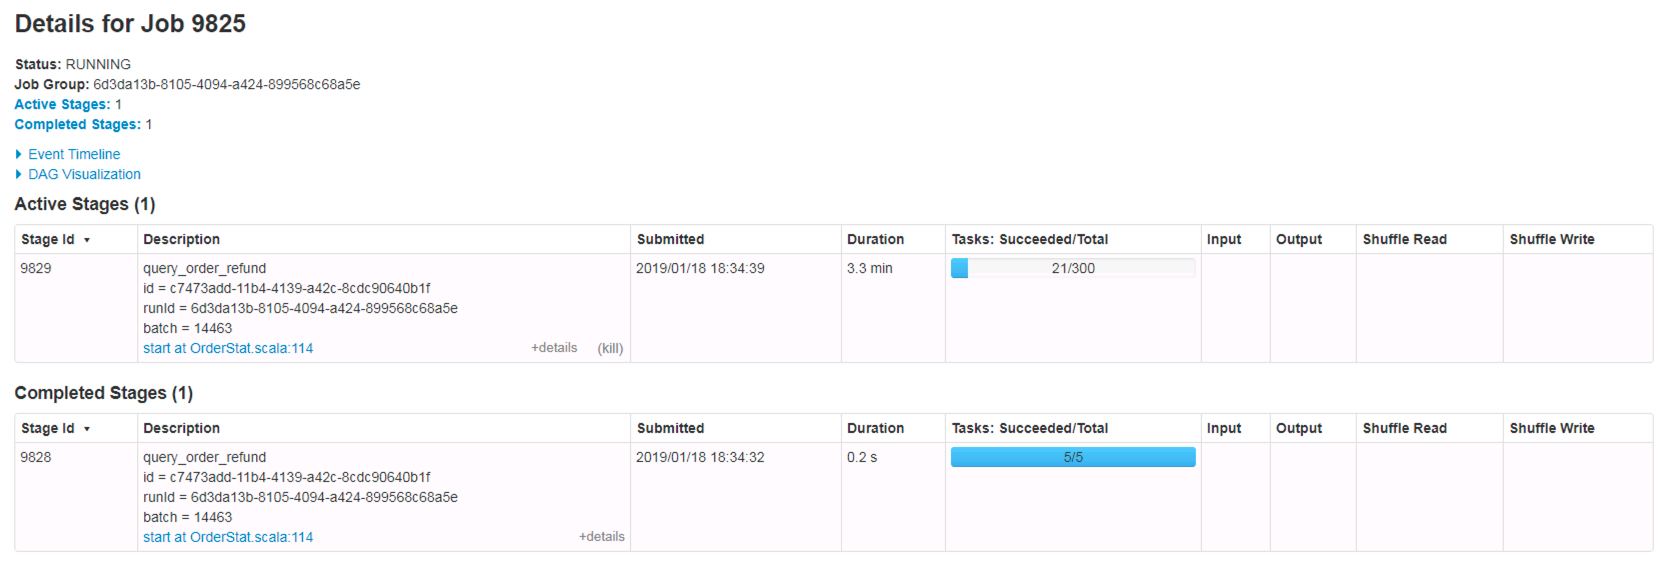 Details for Job 9825
Status: RUNNING
Job Group: 6d3da13b-8105-4094-a424-899568c68a5e
Active Stages: 1
Completed Stages: 1
Event Timeline
DAG Visualization
Active Stages (1)
Stage Id Description Submitted Duration Tasks: Succeeded/Total Input Output Shuffle Read Shuffle Write
9829 query_order_refund 2019/01/18 18:34:39 3.3 min 21/300
id = c7473add-11b4-4139-a42c-8cdc90640b1f
runId = 6d3da13b-8105-4094-a424-899568c68a5e
batch = 14463
start at OrderStat.scala:114 +details (kill)
Completed Stages (1)
Stage Id Description Submitted Duration Tasks: Succeeded/Total Input Output Shuffle Read Shuffle Write
9828 query_order_refund 2019/01/18 18:34:32 0.2 s 5/5
id = c7473add-11b4-4139-a42c-8cdc90640b1f
runId = 6d3da13b-8105-4094-a424-899568c68a5e
batch = 14463
start at OrderStat.scala:114 +details